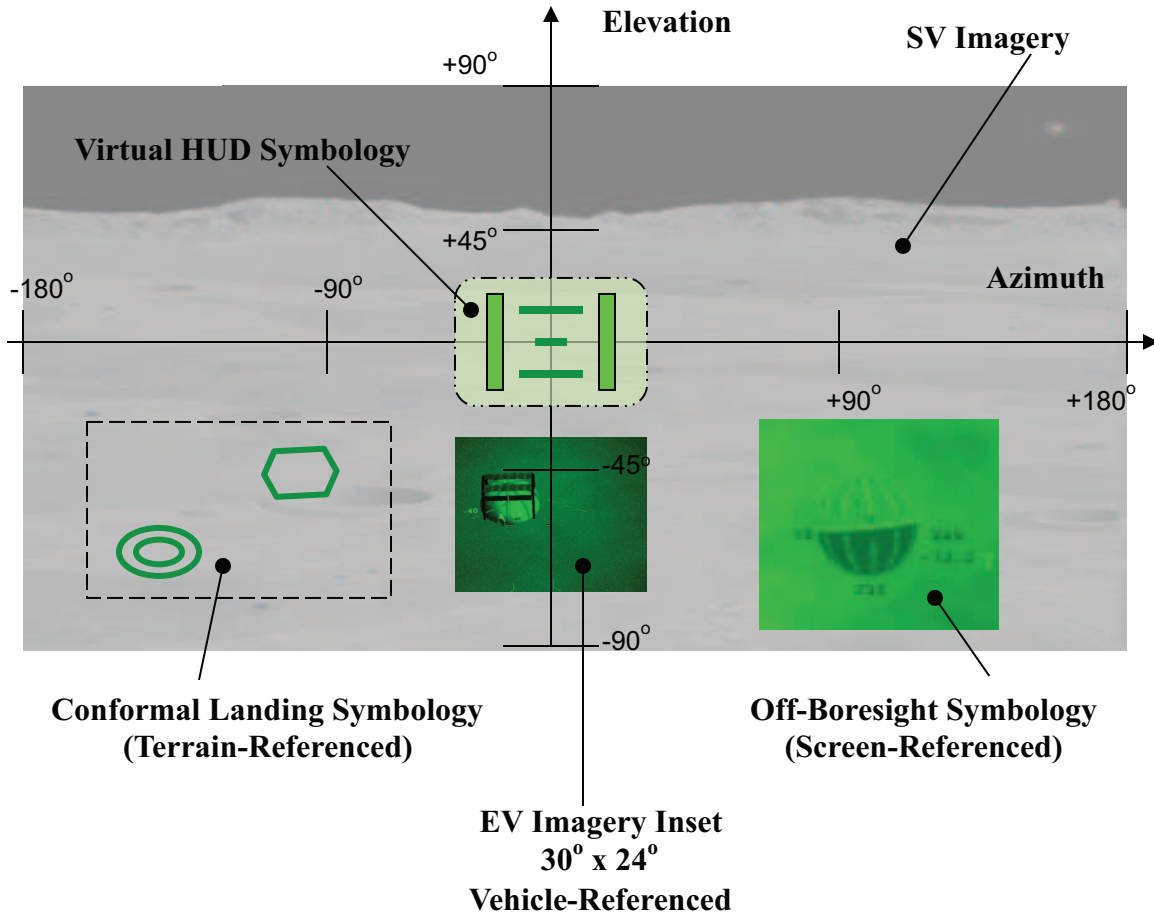 Elevation
SV Imagery
+90°
Virtual HUD Symbology
+45°
Azimuth
-180°
-90°
+90°
+180°
-45°
-40
-90°
Conformal Landing Symbology
(Terrain-Referenced)
Off-Boresight Symbology
(Screen-Referenced)
EV Imagery Inset
30° x 24°
Vehicle-Referenced